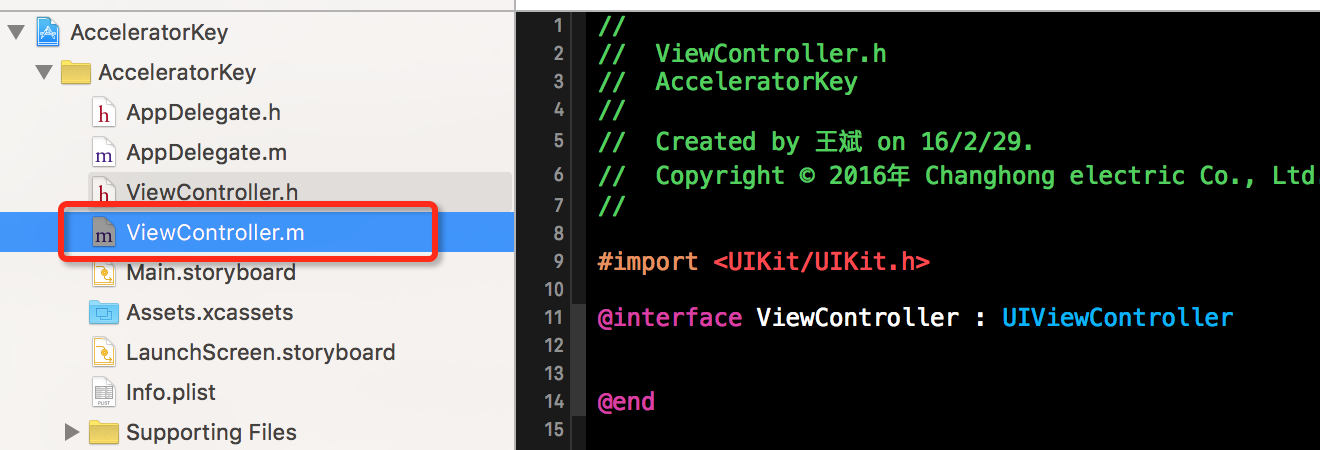 AcceleratorKey
AcceleratorKey
h AppDelegate.h
m AppDelegate.m
h ViewController.h
m ViewController.m
Main.storyboard
Assets.xcassets
LaunchScreen.storyboard
PLIST Info.plist
Supporting Files
1 //
2 //  ViewController.h
3 //  AcceleratorKey
4 //
5 //  Created by 王斌 on 16/2/29.
6 //  Copyright © 2016年 Changhong electric Co., Ltd.
7 //
8
9 #import <UIKit/UIKit.h>
10
11 @interface ViewController : UIViewController
12
13
14 @end
15